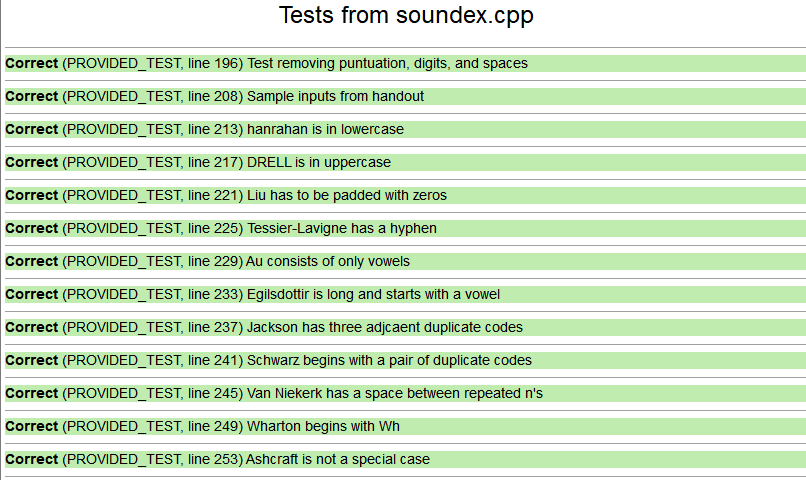 Tests from soundex.cpp
Correct (PROVIDED_TEST, line 196) Test removing puntuation, digits, and spaces
Correct (PROVIDED_TEST, line 208) Sample inputs from handout
Correct (PROVIDED_TEST, line 213) hanrahan is in lowercase
Correct (PROVIDED_TEST, line 217) DRELL is in uppercase
Correct (PROVIDED_TEST, line 221) Liu has to be padded with zeros
Correct (PROVIDED_TEST, line 225) Tessier-Lavigne has a hyphen
Correct (PROVIDED_TEST, line 229) Au consists of only vowels
Correct (PROVIDED_TEST, line 233) Egilsdottir is long and starts with a vowel
Correct (PROVIDED_TEST, line 237) Jackson has three adjcaent duplicate codes
Correct (PROVIDED_TEST, line 241) Schwarz begins with a pair of duplicate codes
Correct (PROVIDED_TEST, line 245) Van Niekerk has a space between repeated n's
Correct (PROVIDED_TEST, line 249) Wharton begins with Wh
Correct (PROVIDED_TEST, line 253) Ashcraft is not a special case